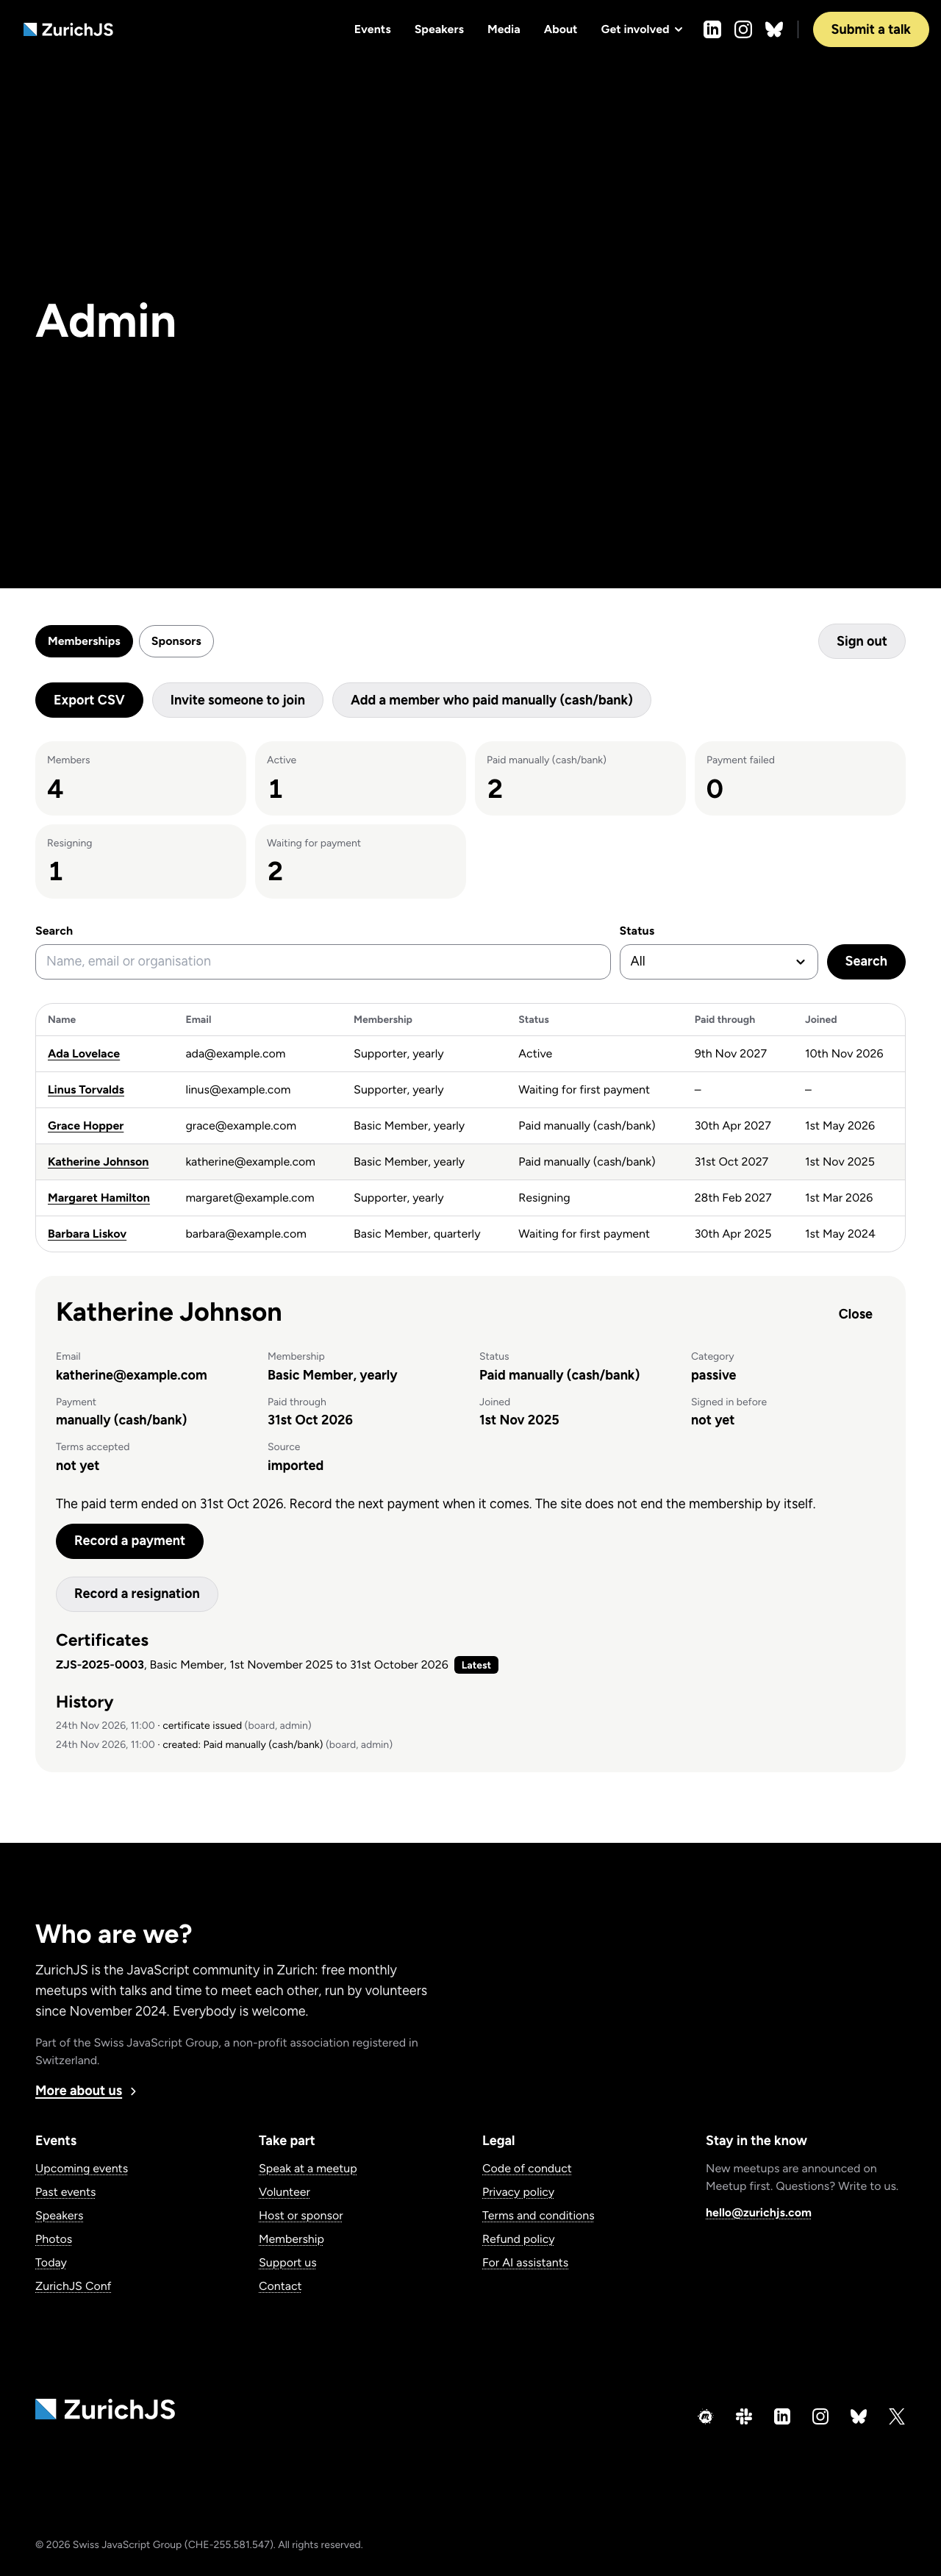 ZurichJS
Events Speakers Media About Get involved Submit a talk
Admin
Memberships Sponsors Sign out
Export CSV Invite someone to join Add a member who paid manually (cash/bank)
Members Active Paid manually (cash/bank) Payment failed
4 1 2 0
Resigning Waiting for payment
1 2
Search Status
Name, email or organisation All Search
Name Email Membership Status Paid through Joined
Ada Lovelace ada@example.com Supporter, yearly Active 9th Nov 2027 10th Nov 2026
Linus Torvalds linus@example.com Supporter, yearly Waiting for first payment – –
Grace Hopper grace@example.com Basic Member, yearly Paid manually (cash/bank) 30th Apr 2027 1st May 2026
Katherine Johnson katherine@example.com Basic Member, yearly Paid manually (cash/bank) 31st Oct 2027 1st Nov 2025
Margaret Hamilton margaret@example.com Supporter, yearly Resigning 28th Feb 2027 1st Mar 2026
Barbara Liskov barbara@example.com Basic Member, quarterly Waiting for first payment 30th Apr 2025 1st May 2024
Katherine Johnson Close
Email Membership Status Category
katherine@example.com Basic Member, yearly Paid manually (cash/bank) passive
Payment Paid through Joined Signed in before
manually (cash/bank) 31st Oct 2026 1st Nov 2025 not yet
Terms accepted Source
not yet imported
The paid term ended on 31st Oct 2026. Record the next payment when it comes. The site does not end the membership by itself.
Record a payment
Record a resignation
Certificates
ZJS-2025-0003, Basic Member, 1st November 2025 to 31st October 2026 Latest
History
24th Nov 2026, 11:00 · certificate issued (board, admin)
24th Nov 2026, 11:00 · created: Paid manually (cash/bank) (board, admin)
Who are we?
ZurichJS is the JavaScript community in Zurich: free monthly
meetups with talks and time to meet each other, run by volunteers
since November 2024. Everybody is welcome.
Part of the Swiss JavaScript Group, a non-profit association registered in
Switzerland.
More about us
Events Take part Legal Stay in the know
Upcoming events Speak at a meetup Code of conduct New meetups are announced on
Past events Volunteer Privacy policy Meetup first. Questions? Write to us.
Speakers Host or sponsor Terms and conditions hello@zurichjs.com
Photos Membership Refund policy
Today Support us For AI assistants
ZurichJS Conf Contact
ZurichJS
© 2026 Swiss JavaScript Group (CHE-255.581.547). All rights reserved.